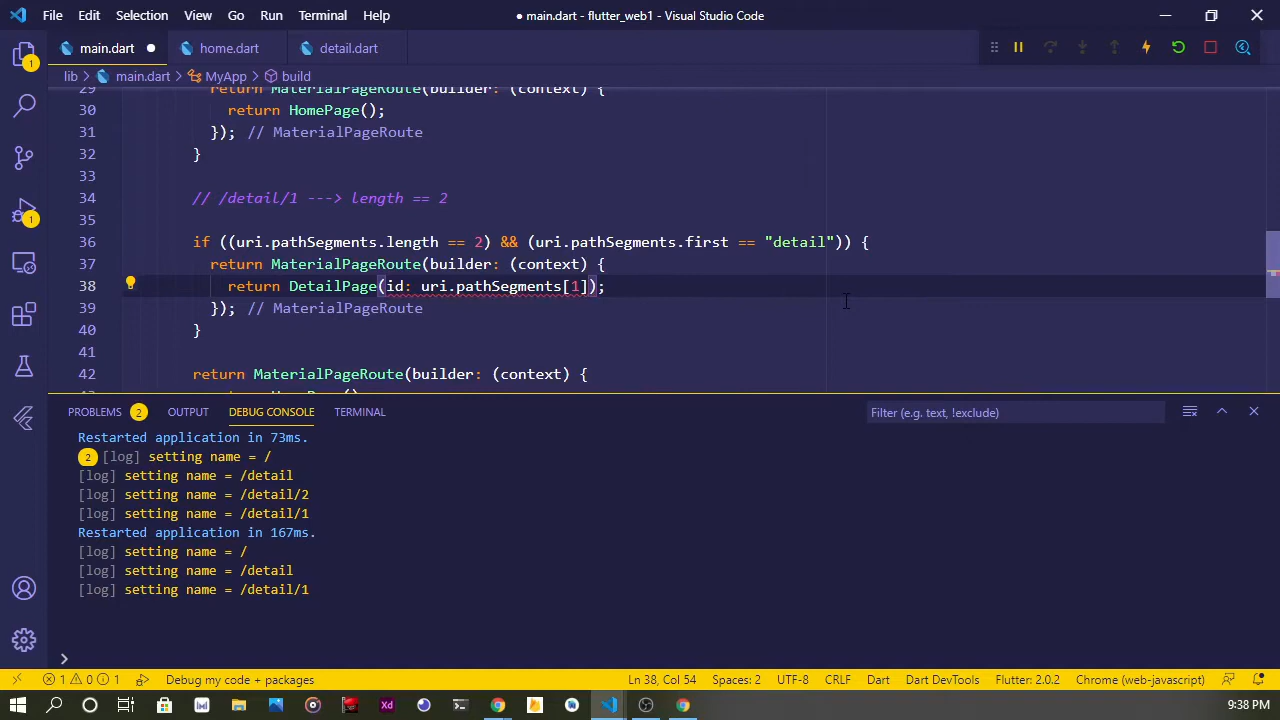 File Edit Selection View Go Run Terminal Help
● main.dart - flutter_web1 - Visual Studio Code
main.dart ● home.dart detail.dart
lib > main.dart > MyApp > build
29 return MaterialPageRoute(builder: (context) {
30 return HomePage();
31 }); // MaterialPageRoute
32 }
33
34 // /detail/1 ---> length == 2
35
36 if ((uri.pathSegments.length == 2) && (uri.pathSegments.first == "detail")) {
37 return MaterialPageRoute(builder: (context) {
38 return DetailPage(id: uri.pathSegments[1]);
39 }); // MaterialPageRoute
40 }
41
42 return MaterialPageRoute(builder: (context) {
PROBLEMS 2 OUTPUT DEBUG CONSOLE TERMINAL Filter (e.g. text, !exclude)
Restarted application in 73ms.
2 [log] setting name = /
[log] setting name = /detail
[log] setting name = /detail/2
[log] setting name = /detail/1
Restarted application in 167ms.
[log] setting name = /
[log] setting name = /detail
[log] setting name = /detail/1
1
1
1 0 1 Debug my code + packages Ln 38, Col 54 Spaces: 2 UTF-8 CRLF Dart Dart DevTools Flutter: 2.0.2 Chrome (web-javascript)
Xd 9:38 PM